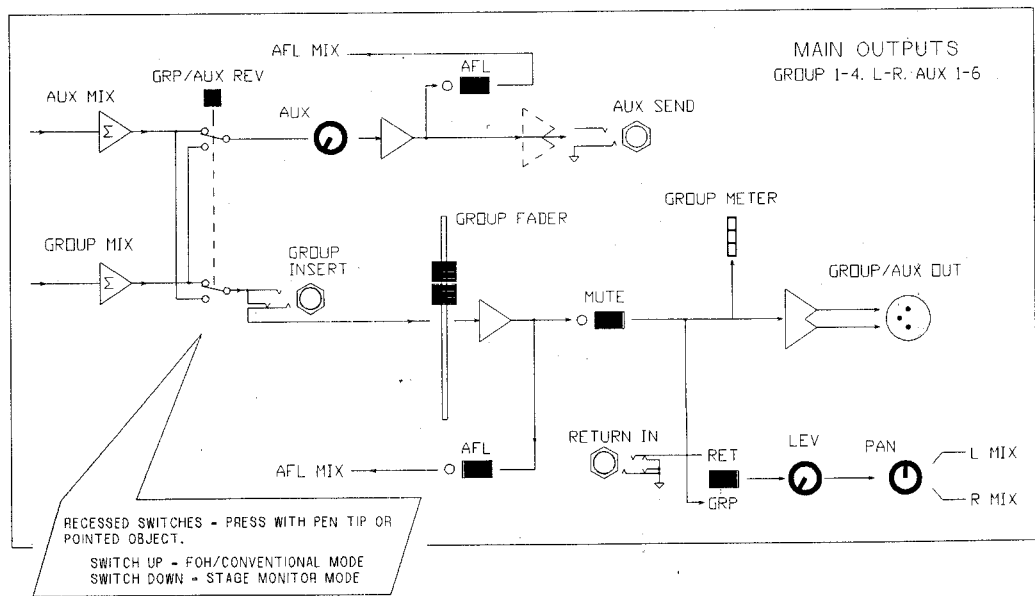 MAIN OUTPUTS
GROUP 1-4. L-R. AUX 1-6
AFL MIX
AFL
GRP/AUX REV
AUX MIX
AUX
AUX SEND
Σ
GROUP METER
GROUP FADER
GROUP MIX
GROUP
INSERT
GROUP/AUX OUT
Σ
MUTE
RETURN IN
RET
LEV
PAN
L MIX
AFL
AFL MIX
GRP
R MIX
RECESSED SWITCHES - PRESS WITH PEN TIP OR
POINTED OBJECT.
SWITCH UP - FOH/CONVENTIONAL MODE
SWITCH DOWN - STAGE MONITOR MODE